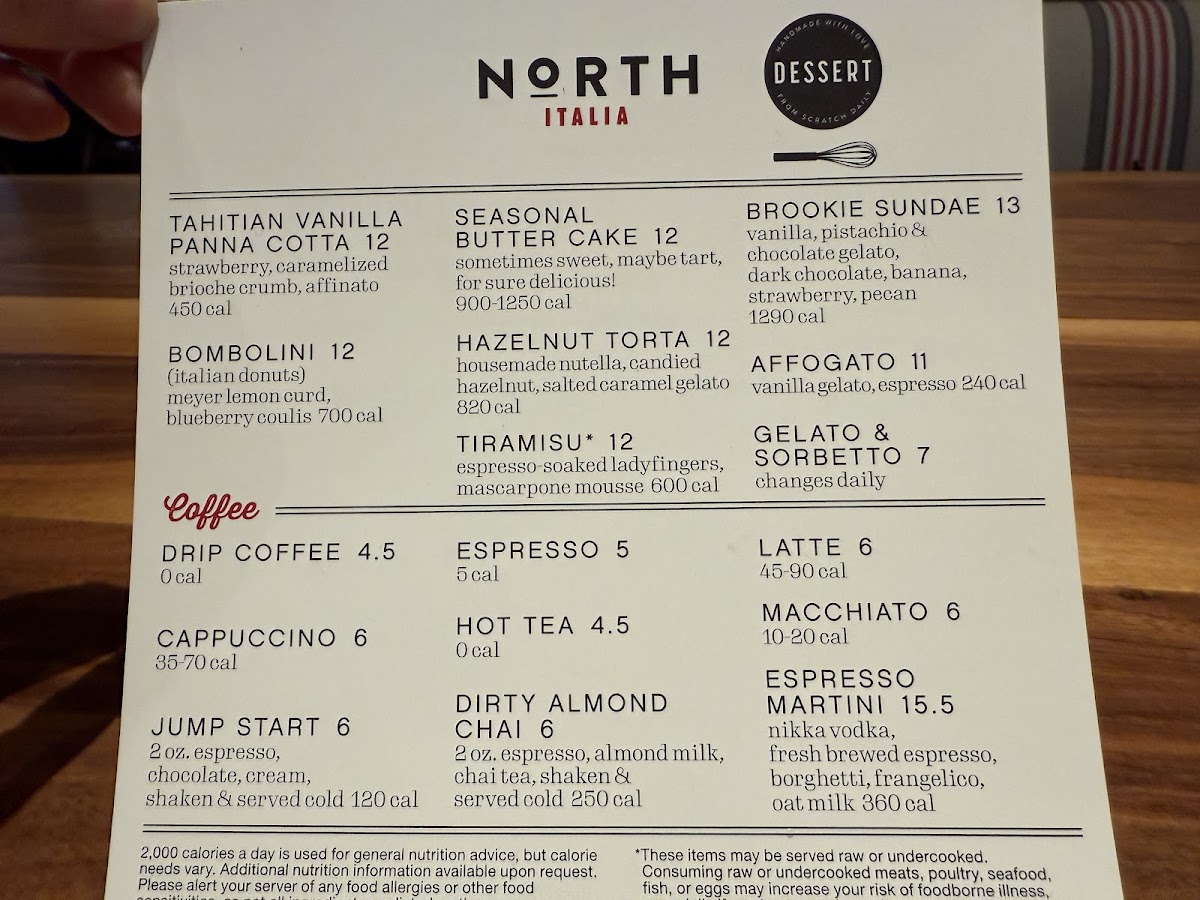 NORTH
ITALIA
HANDMADE WITH LOVE
DESSERT
FROM SCRATCH DAILY
TAHITIAN VANILLA
PANNA COTTA 12
strawberry, caramelized
brioche crumb, affinato
450 cal
BOMBOLINI 12
(italian donuts)
meyer lemon curd,
blueberry coulis 700 cal
SEASONAL
BUTTER CAKE 12
sometimes sweet, maybe tart,
for sure delicious!
900-1250 cal
HAZELNUT TORTA 12
housemade nutella, candied
hazelnut, salted caramel gelato
820 cal
TIRAMISU* 12
espresso-soaked ladyfingers,
mascarpone mousse 600 cal
BROOKIE SUNDAE 13
vanilla, pistachio &
chocolate gelato,
dark chocolate, banana,
strawberry, pecan
1290 cal
AFFOGATO 11
vanilla gelato, espresso 240 cal
GELATO &
SORBETTO 7
changes daily
Coffee
DRIP COFFEE 4.5
0 cal
CAPPUCCINO 6
35-70 cal
JUMP START 6
2 oz. espresso,
chocolate, cream,
shaken & served cold 120 cal
ESPRESSO 5
5 cal
HOT TEA 4.5
0 cal
DIRTY ALMOND
CHAI 6
2 oz. espresso, almond milk,
chai tea, shaken &
served cold 250 cal
LATTE 6
45-90 cal
MACCHIATO 6
10-20 cal
ESPRESSO
MARTINI 15.5
nikka vodka,
fresh brewed espresso,
borghetti, frangelico,
oat milk 360 cal
2,000 calories a day is used for general nutrition advice, but calorie
needs vary. Additional nutrition information available upon request.
Please alert your server of any food allergies or other food
*These items may be served raw or undercooked.
Consuming raw or undercooked meats, poultry, seafood,
fish, or eggs may increase your risk of foodborne illness,